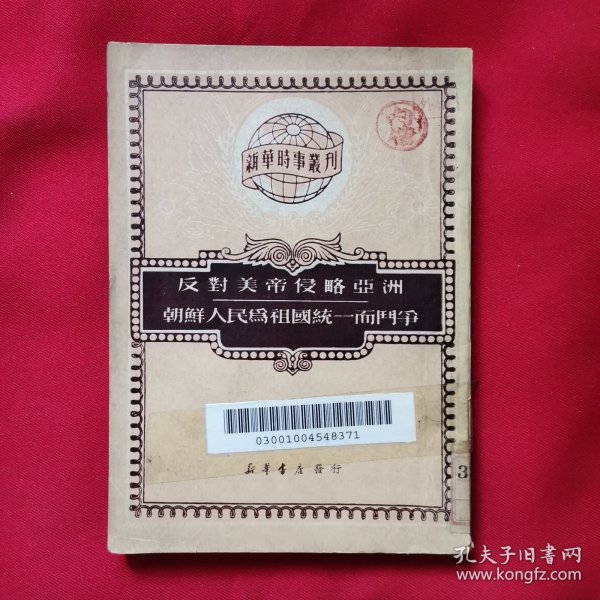 新華時事叢刊
反對美帝侵略亞洲
朝鮮人民爲祖國統一而鬥爭
03001004548371
新華書店發行
3
孔夫子旧书网
www.kongfz.com